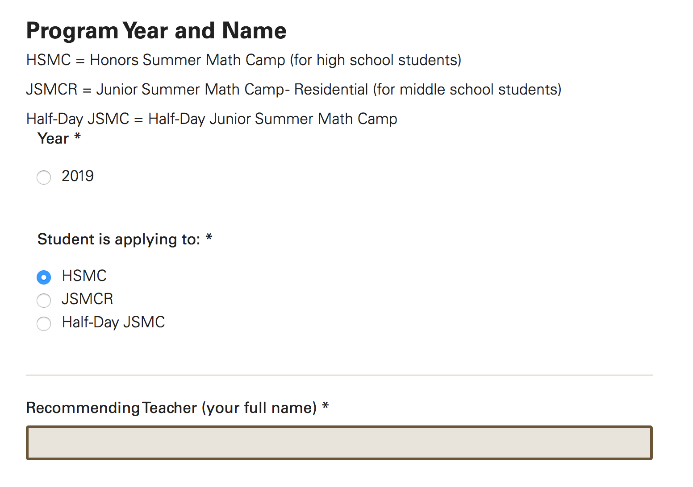 Program Year and Name
HSMC = Honors Summer Math Camp (for high school students)
JSMCR = Junior Summer Math Camp- Residential (for middle school students)
Half-Day JSMC = Half-Day Junior Summer Math Camp
Year *
2019
Student is applying to: *
HSMC
JSMCR
Half-Day JSMC
Recommending Teacher (your full name) *